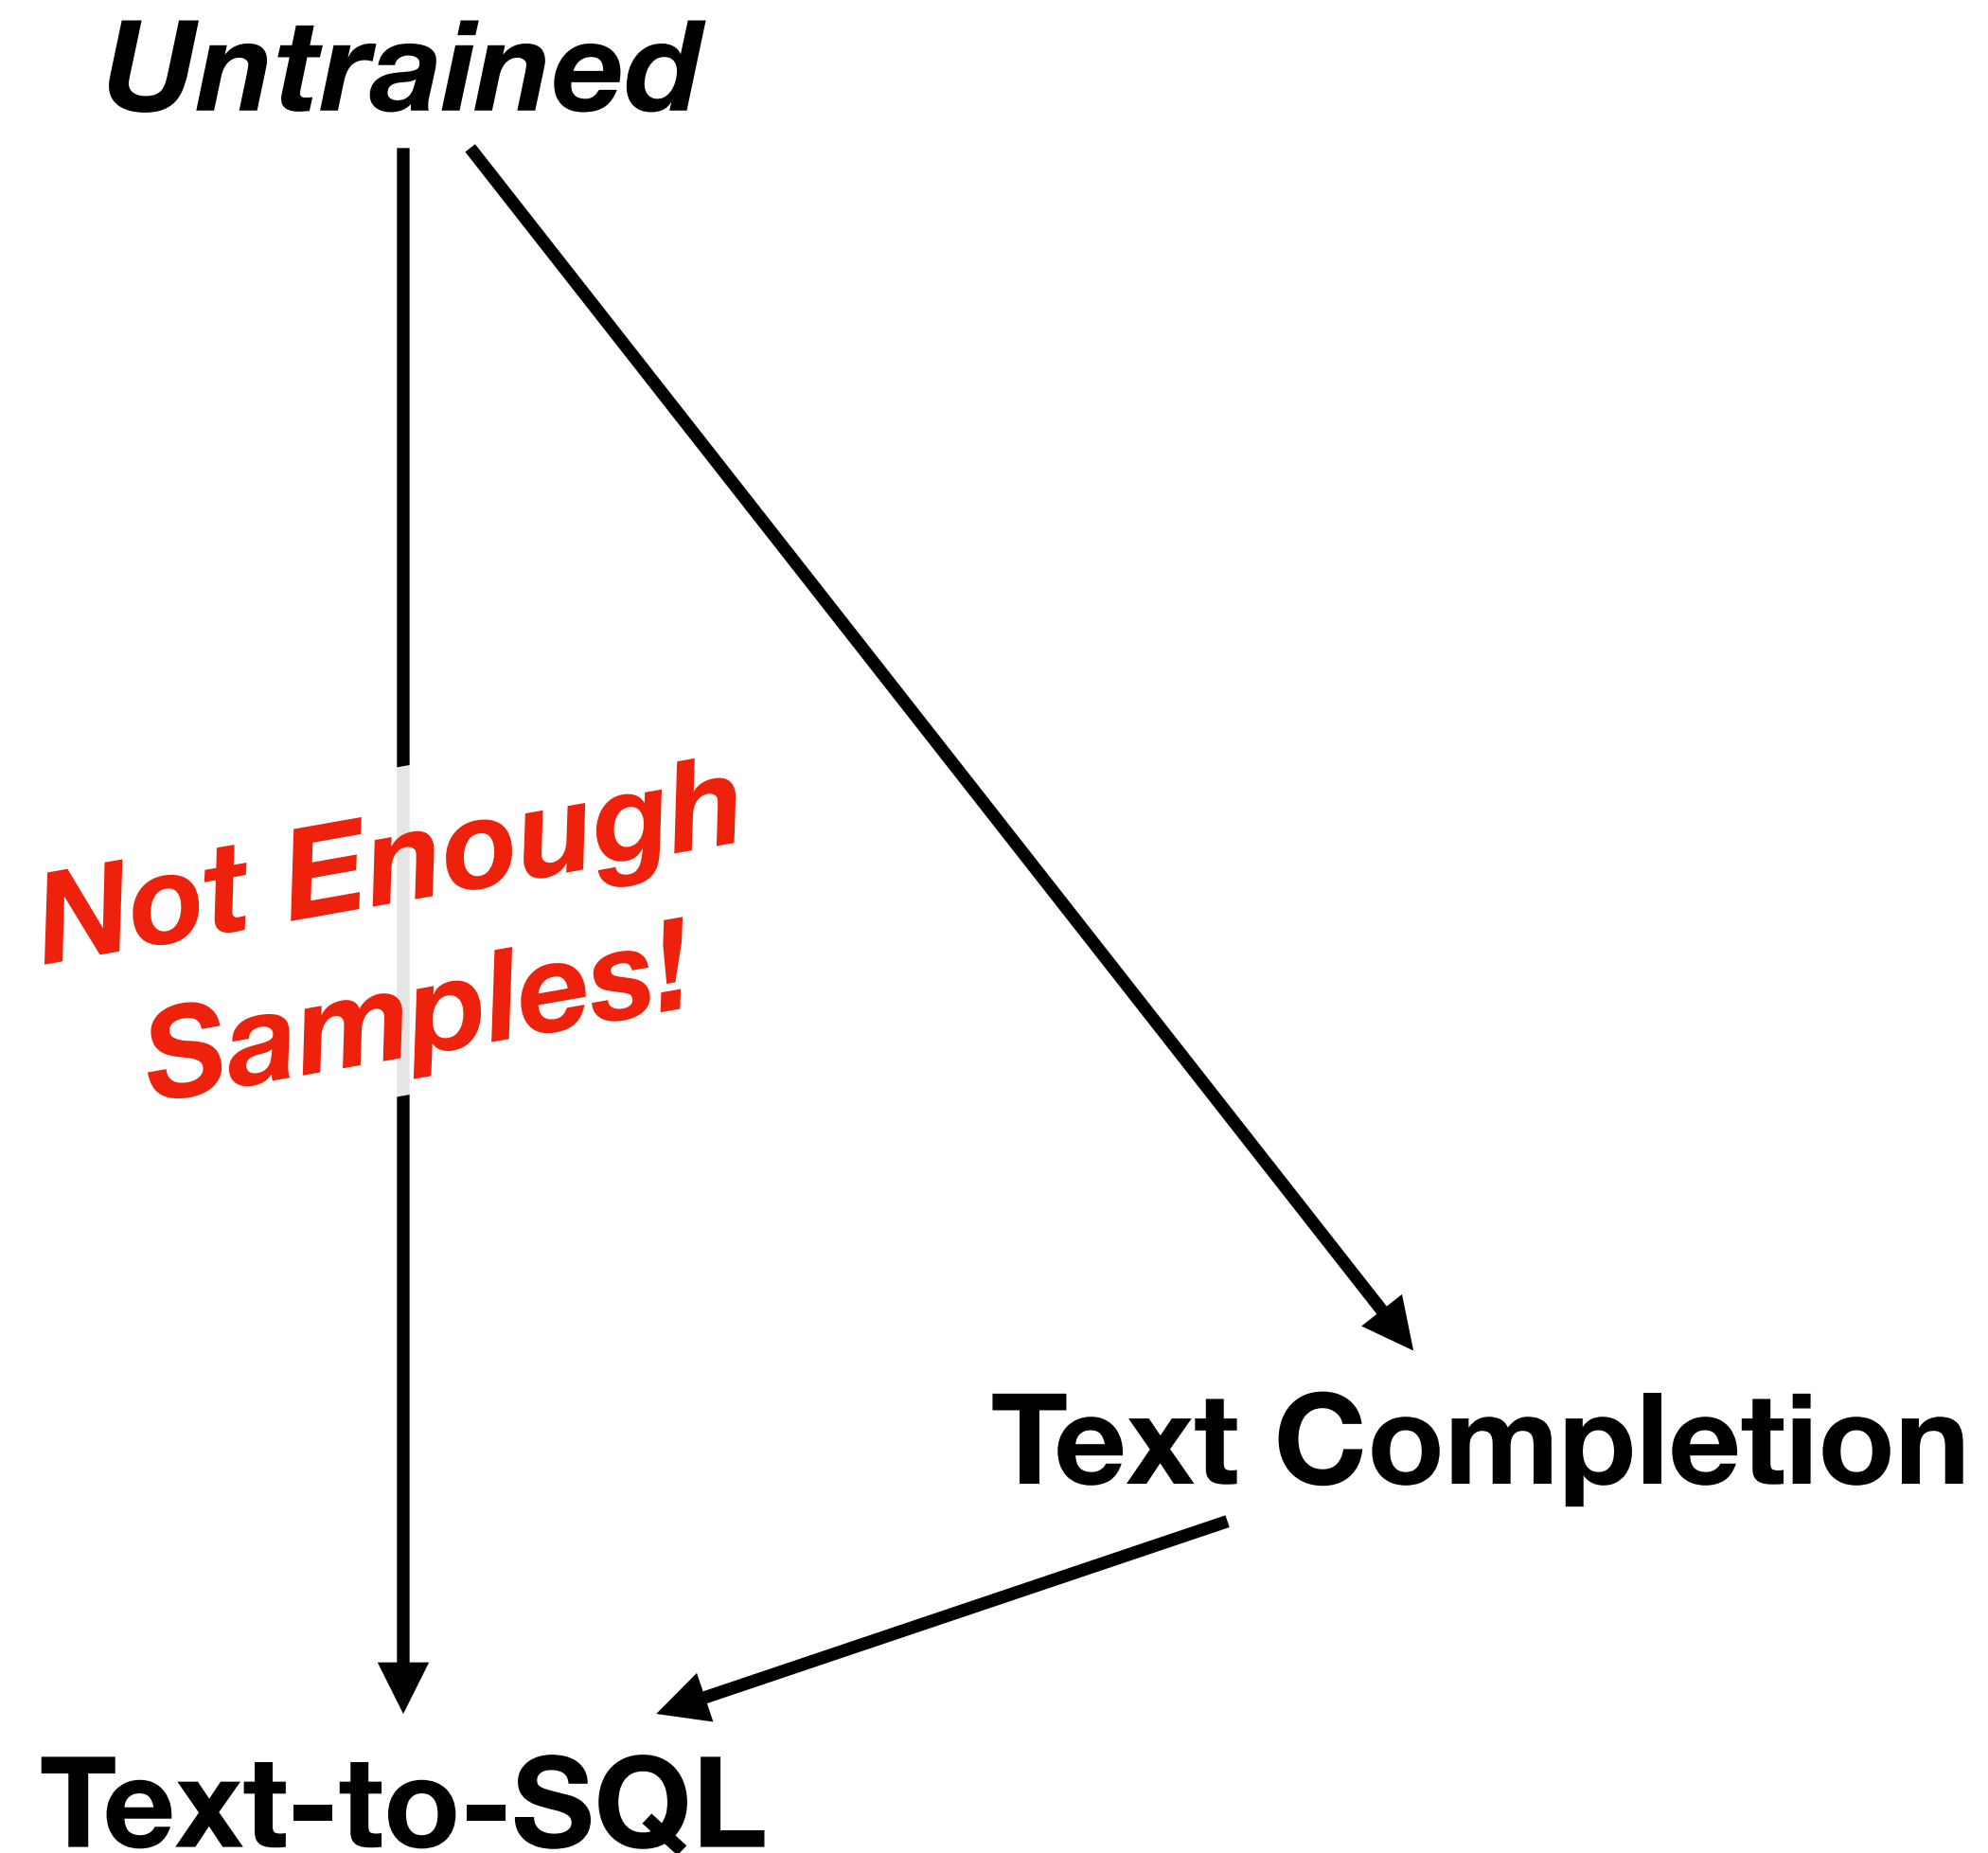 Untrained
Not Enough
Samples!
Text Completion
Text-to-SQL